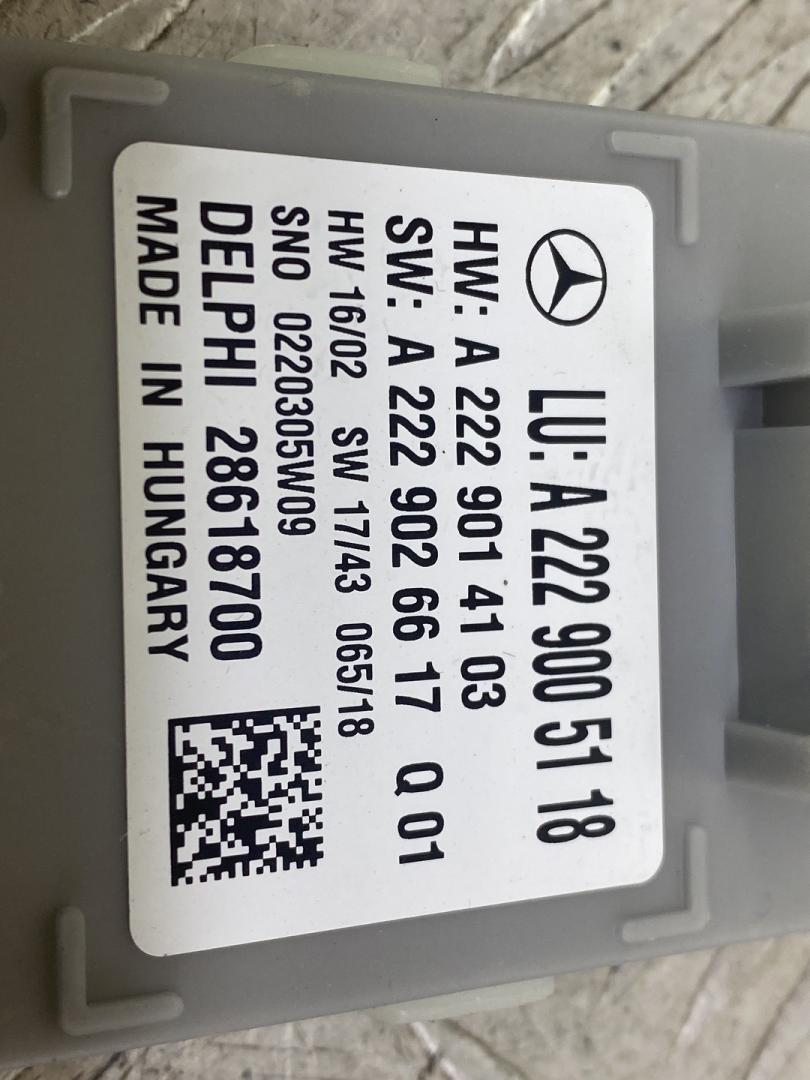 LU: A 222 900 51 18
HW: A 222 901 41 03
SW: A 222 902 66 17 Q 01
HW 16/02 SW 17/43 065/18
SNO 0220305W09
DELPHI 28618700
MADE IN HUNGARY